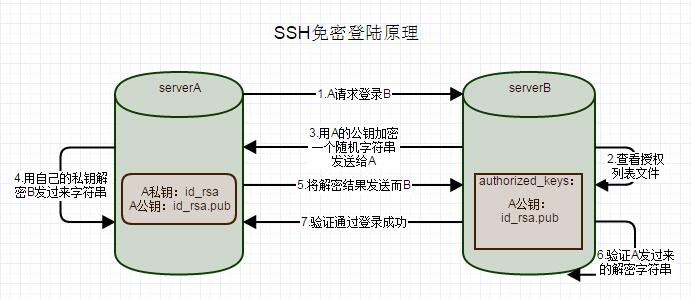 SSH免密登陆原理
serverA
serverB
1.A请求登录B
3.用A的公钥加密
一个随机字符串
发送给A
2.查看授权
列表文件
4.用自己的私钥解
密B发过来字符串
A私钥：id_rsa
A公钥：id_rsa.pub
5.将解密结果发送而B
authorized_keys：
A公钥：
id_rsa.pub
7.验证通过登录成功
6.验证A发过来
的解密字符串